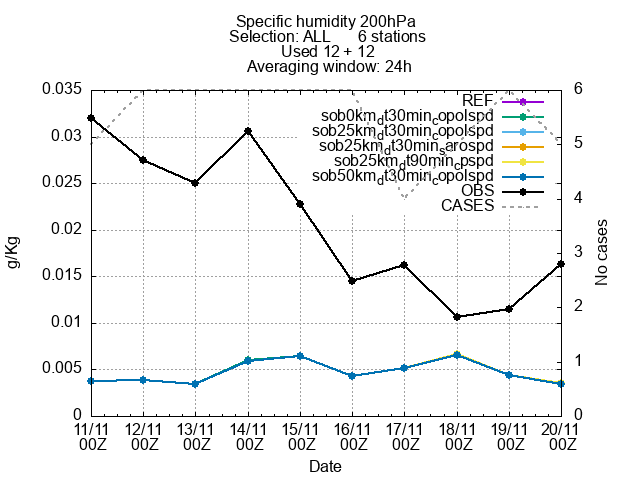 Specific humidity 200hPa
Selection: ALL 6 stations
Used 12 + 12
Averaging window: 24h
REF
sob0km_dt30min_copolspd
sob25km_dt30min_copolspd
sob25km_dt30min_sarospd
sob25km_dt90min_cpspd
sob50km_dt30min_copolspd
OBS
CASES
g/Kg
0.035
0.03
0.025
0.02
0.015
0.01
0.005
0
6
5
4
3
2
1
0
No cases
11/11 12/11 13/11 14/11 15/11 16/11 17/11 18/11 19/11 20/11
00Z 00Z 00Z 00Z 00Z 00Z 00Z 00Z 00Z 00Z
Date